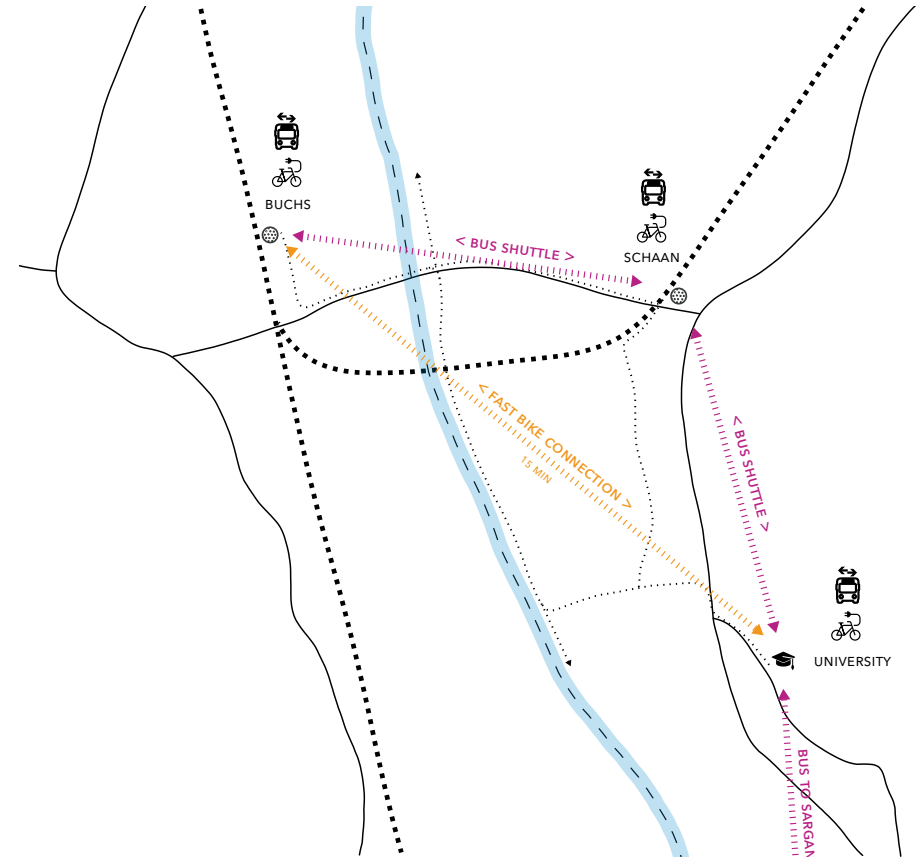 BUCHS
< BUS SHUTTLE >
SCHAAN
< FAST BIKE CONNECTION >
15 MIN
< BUS SHUTTLE >
UNIVERSITY
BUS TO SARGAN